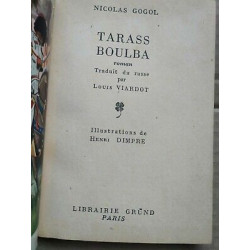 NICOLAS GOGOL
TARASS
BOULBA
roman
Traduit du russe
par
LOUIS VIARDOT
Illustrations de
HENRI DIMPRE
LIBRAIRIE GRÜND
PARIS